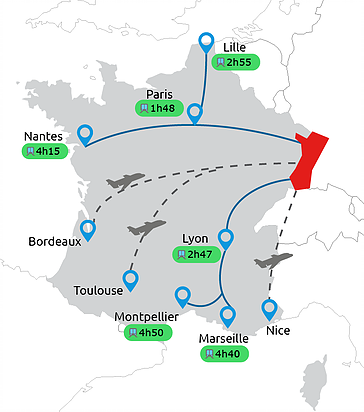 Lille
2h55
Paris
1h48
Nantes
4h15
Bordeaux
Lyon
2h47
Toulouse
Montpellier
4h50
Marseille
4h40
Nice